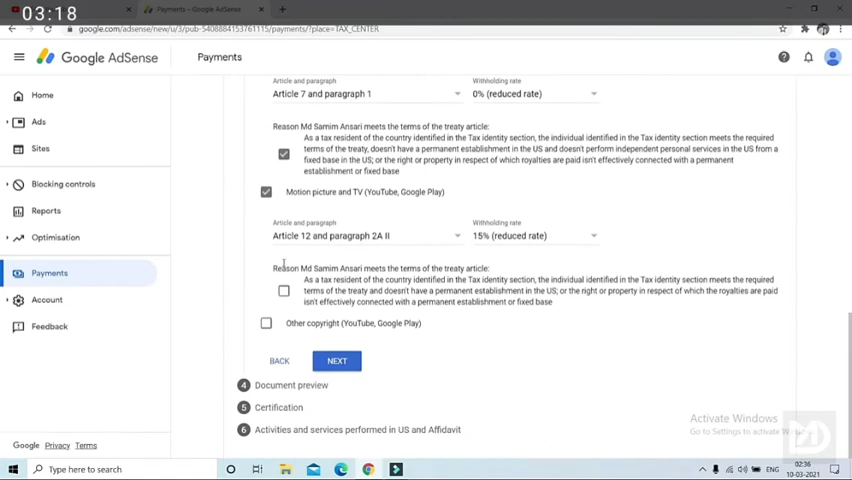 03:18
Payments – Google AdSense
google.com/adsense/new/u/3/pub-5408884153761115/payments/?place=TAX_CENTER
Google AdSense
Payments
Home
Ads
Sites
Blocking controls
Reports
Optimisation
Payments
Account
Feedback
Google Privacy Terms
Article and paragraph
Withholding rate
Article 7 and paragraph 1
0% (reduced rate)
Reason Md Samim Ansari meets the terms of the treaty article:
As a tax resident of the country identified in the Tax identity section, the individual identified in the Tax identity section meets the required
terms of the treaty, doesn't have a permanent establishment in the US and doesn't perform independent personal services in the US from a
fixed base in the US; or the right or property in respect of which royalties are paid isn't effectively connected with a permanent
establishment or fixed base
Motion picture and TV (YouTube, Google Play)
Article and paragraph
Withholding rate
Article 12 and paragraph 2A II
15% (reduced rate)
Reason Md Samim Ansari meets the terms of the treaty article:
As a tax resident of the country identified in the Tax identity section, the individual identified in the Tax identity section meets the required
terms of the treaty and doesn't have a permanent establishment in the US; or the right or property in respect of which the royalties are paid
isn't effectively connected with a permanent establishment or fixed base
Other copyright (YouTube, Google Play)
BACK
NEXT
4 Document preview
5 Certification
6 Activities and services performed in US and Affidavit
Activate Windows
Go to Settings to activate
Type here to search
ENG
02:36
10-03-2021